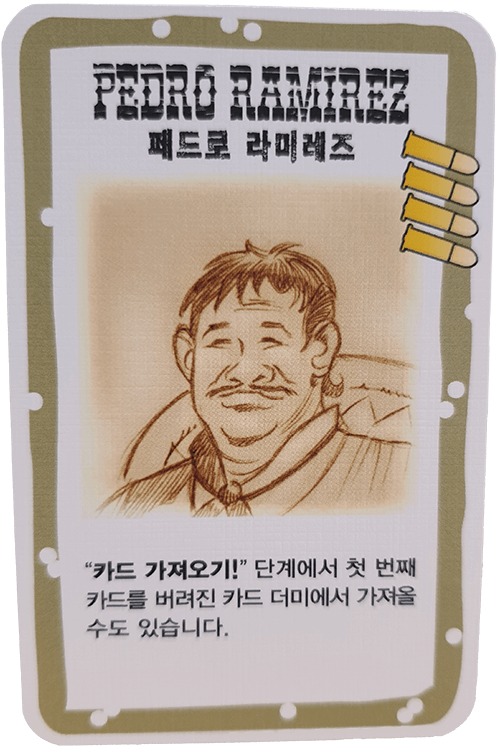 PEDRO RAMIREZ
페드로 라미레즈
“카드 가져오기!” 단계에서 첫 번째
카드를 버려진 카드 더미에서 가져올
수도 있습니다.